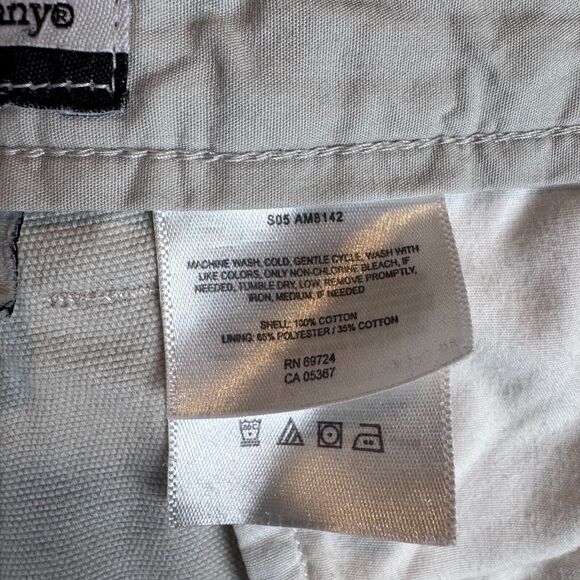 any®
S05 AM8142
MACHINE WASH, COLD, GENTLE CYCLE, WASH WITH
LIKE COLORS, ONLY NON-CHLORINE BLEACH, IF
NEEDED, TUMBLE DRY, LOW, REMOVE PROMPTLY,
IRON, MEDIUM, IF NEEDED
SHELL: 100% COTTON
LINING: 65% POLYESTER / 35% COTTON
RN 69724
CA 05367